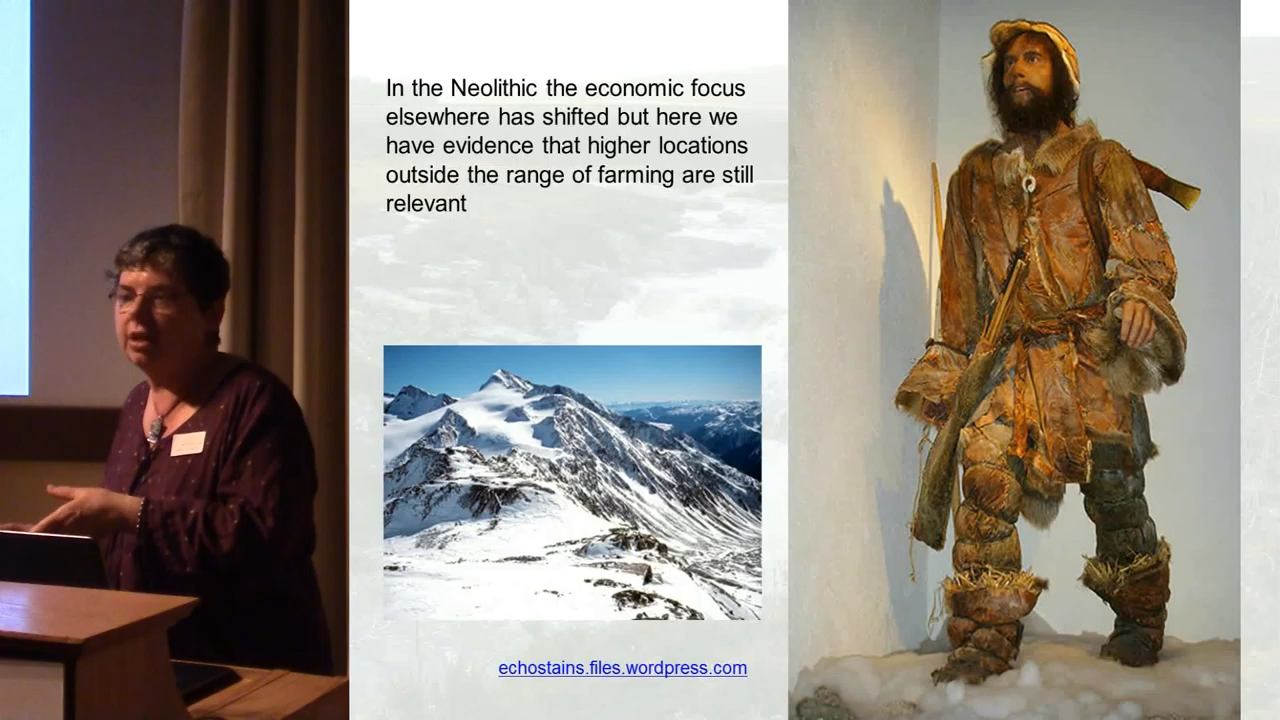 In the Neolithic the economic focus
elsewhere has shifted but here we
have evidence that higher locations
outside the range of farming are still
relevant
echostains.files.wordpress.com